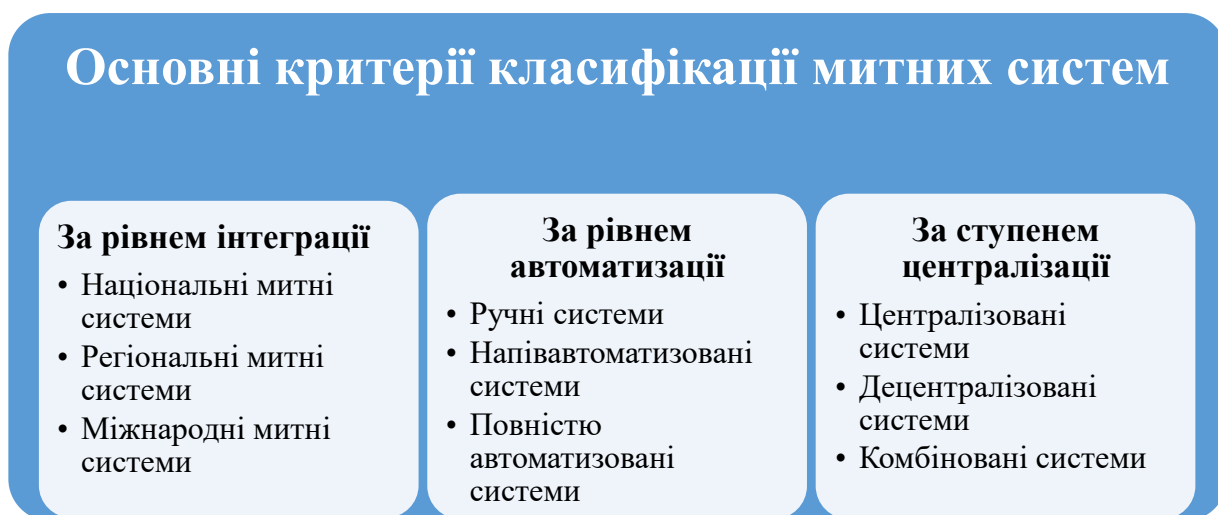 Основні критерії класифікації митних систем
За рівнем інтеграції
• Національні митні
системи
• Регіональні митні
системи
• Міжнародні митні
системи
За рівнем
автоматизації
• Ручні системи
• Напівавтоматизовані
системи
• Повністю
автоматизовані
системи
За ступенем
централізації
• Централізовані
системи
• Децентралізовані
системи
• Комбіновані системи